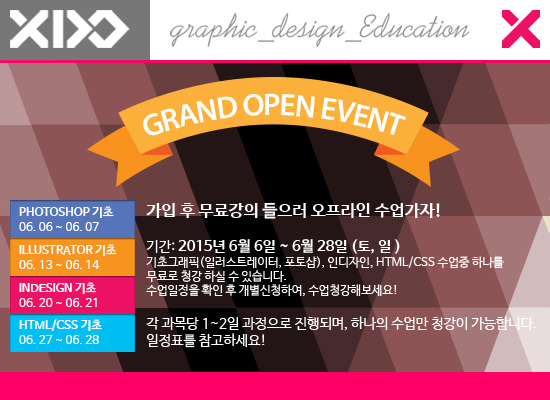 XIXO
graphic_design_Education
X
GRAND OPEN EVENT
PHOTOSHOP 기초
06. 06 ~ 06. 07
ILLUSTRATOR 기초
06. 13 ~ 06. 14
INDESIGN 기초
06. 20 ~ 06. 21
HTML/CSS 기초
06. 27 ~ 06. 28
가입 후 무료강의 들으러 오프라인 수업가자!
기간: 2015년 6월 6일 ~ 6월 28일 (토, 일 )
기초그래픽(일러스트레이터, 포토샵), 인디자인, HTML/CSS 수업중 하나를
무료로 청강 하실 수 있습니다.
수업일정을 확인 후 개별신청하여, 수업청강해보세요!
각 과목당 1~2일 과정으로 진행되며, 하나의 수업만 청강이 가능합니다.
일정표를 참고하세요!